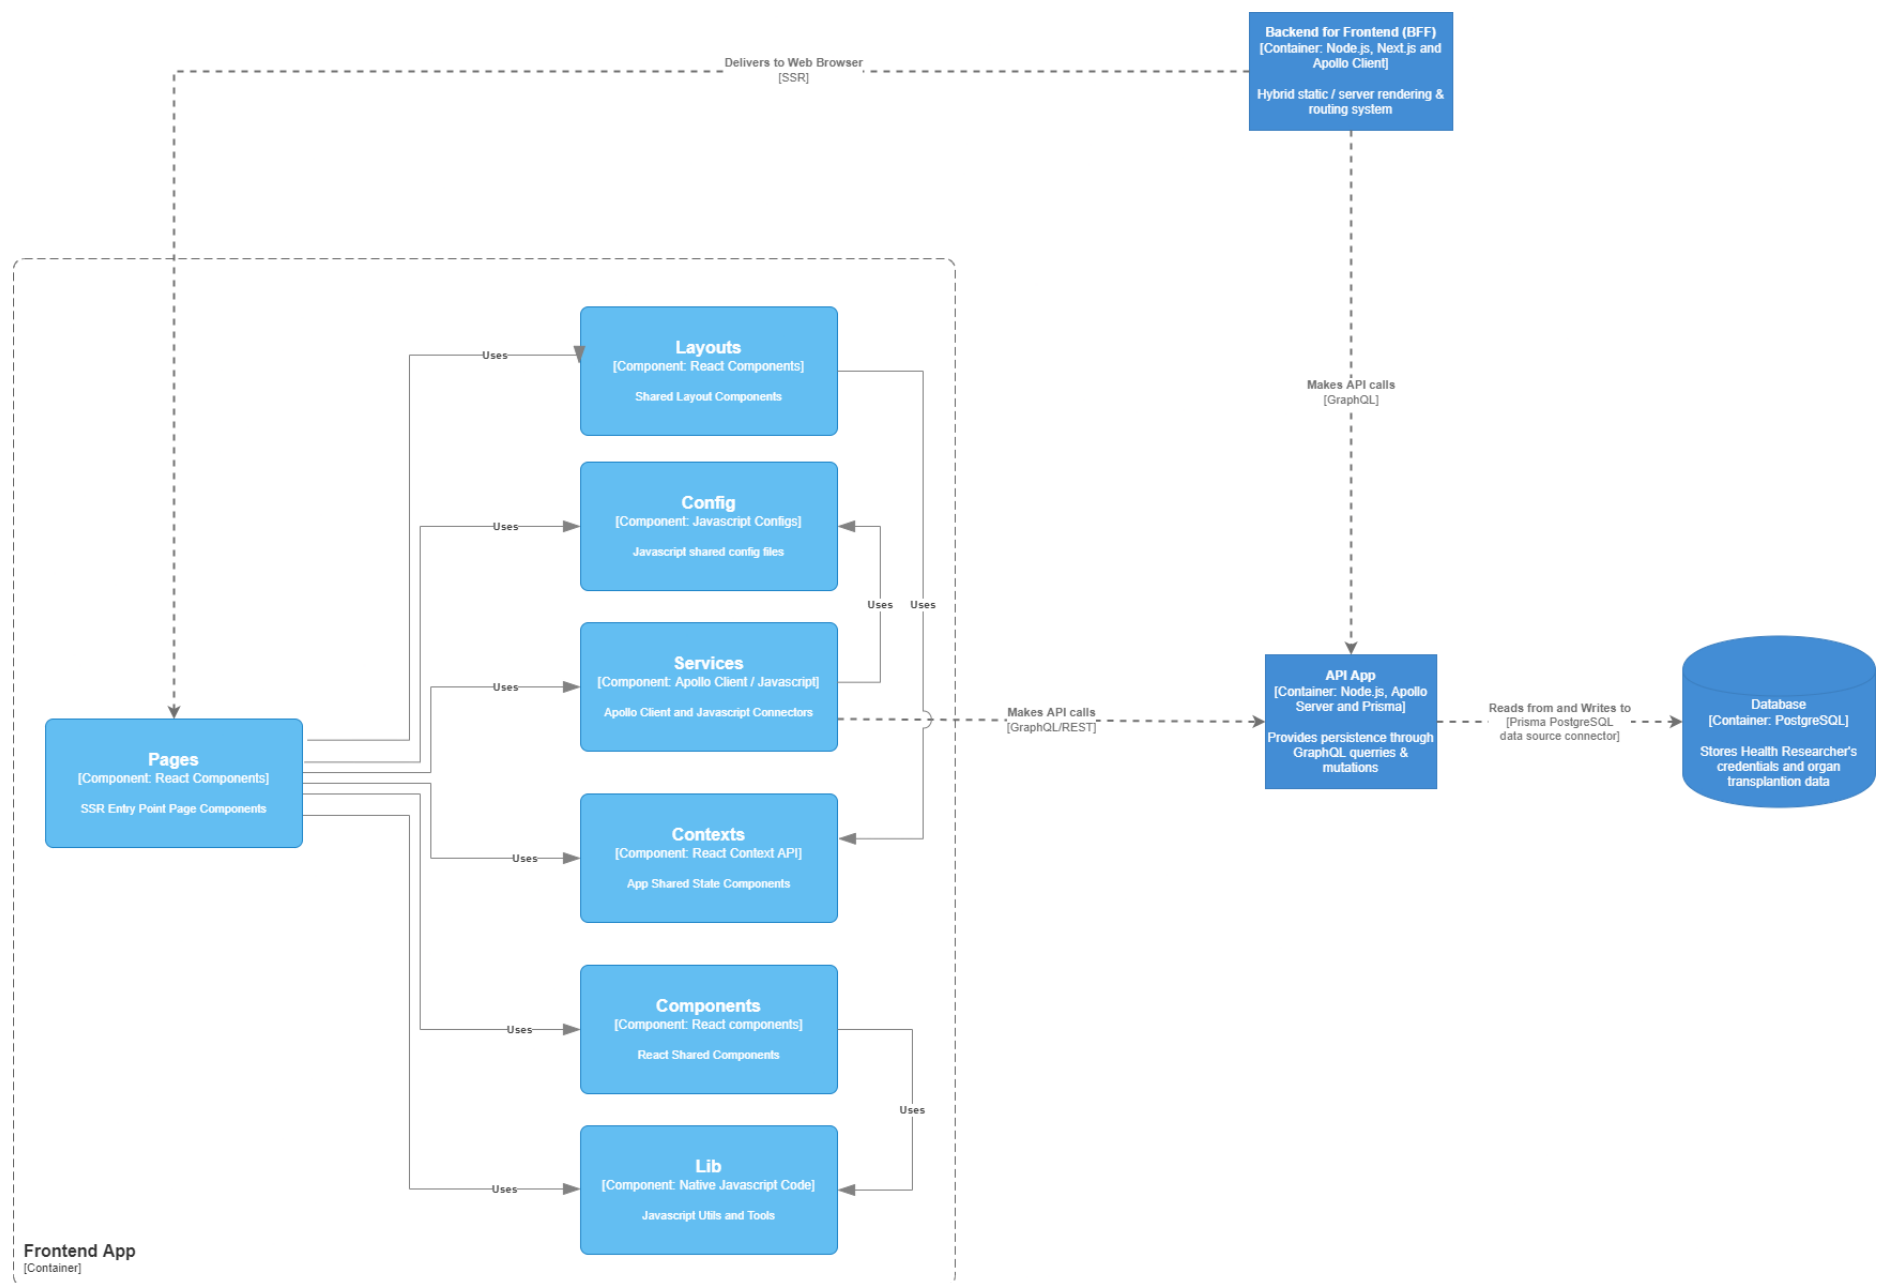 Backend for Frontend (BFF)
[Container: Node.js, Next.js and
Apollo Client]
Hybrid static / server rendering &
routing system
Delivers to Web Browser
[SSR]
Makes API calls
[GraphQL]
Layouts
[Component: React Components]
Shared Layout Components
Uses
Config
[Component: Javascript Configs]
Javascript shared config files
Uses
Uses
Uses
Services
[Component: Apollo Client / Javascript]
Apollo Client and Javascript Connectors
Uses
Makes API calls
[GraphQL/REST]
API App
[Container: Node.js, Apollo
Server and Prisma]
Provides persistence through
GraphQL querries &
mutations
Reads from and Writes to
[Prisma PostgreSQL
data source connector]
Database
[Container: PostgreSQL]
Stores Health Researcher's
credentials and organ
transplantion data
Pages
[Component: React Components]
SSR Entry Point Page Components
Contexts
[Component: React Context API]
App Shared State Components
Uses
Components
[Component: React components]
React Shared Components
Uses
Uses
Lib
[Component: Native Javascript Code]
Javascript Utils and Tools
Uses
Frontend App
[Container]